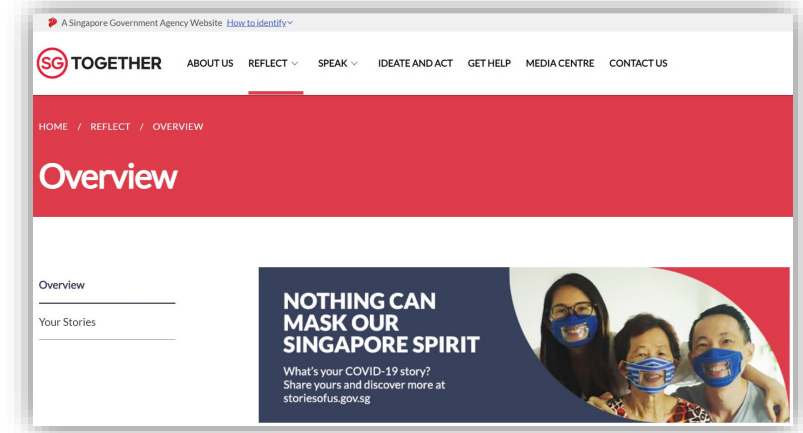 A Singapore Government Agency Website How to identify
SG TOGETHER ABOUT US REFLECT SPEAK IDEATE AND ACT GET HELP MEDIA CENTRE CONTACT US
HOME / REFLECT / OVERVIEW
Overview
Overview
Your Stories
NOTHING CAN
MASK OUR
SINGAPORE SPIRIT
What's your COVID-19 story?
Share yours and discover more at
storiesofus.gov.sg